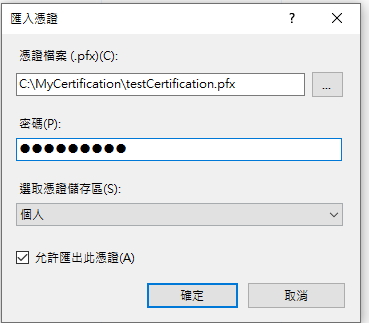 匯入憑證
?
憑證檔案 (.pfx)(C):
C:\MyCertification\testCertification.pfx
...
密碼(P):
●●●●●●●●●
選取憑證儲存區(S):
個人
允許匯出此憑證(A)
確定
取消